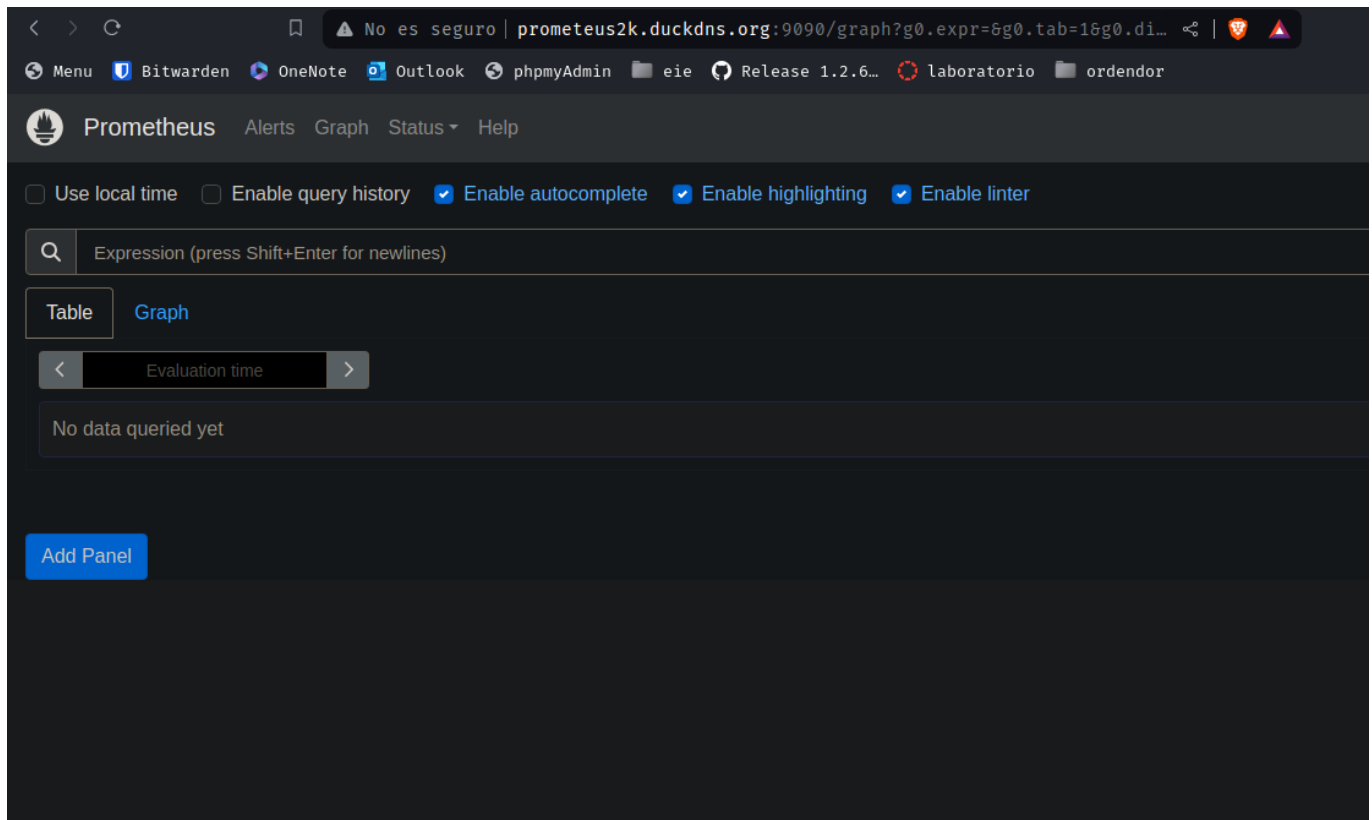 No es seguro | prometeus2k.duckdns.org:9090/graph?g0.expr=&g0.tab=1&g0.di…
Menu Bitwarden OneNote Outlook phpmyAdmin eie Release 1.2.6… laboratorio ordendor
Prometheus Alerts Graph Status Help
Use local time Enable query history Enable autocomplete Enable highlighting Enable linter
Expression (press Shift+Enter for newlines)
Table Graph
Evaluation time
No data queried yet
Add Panel